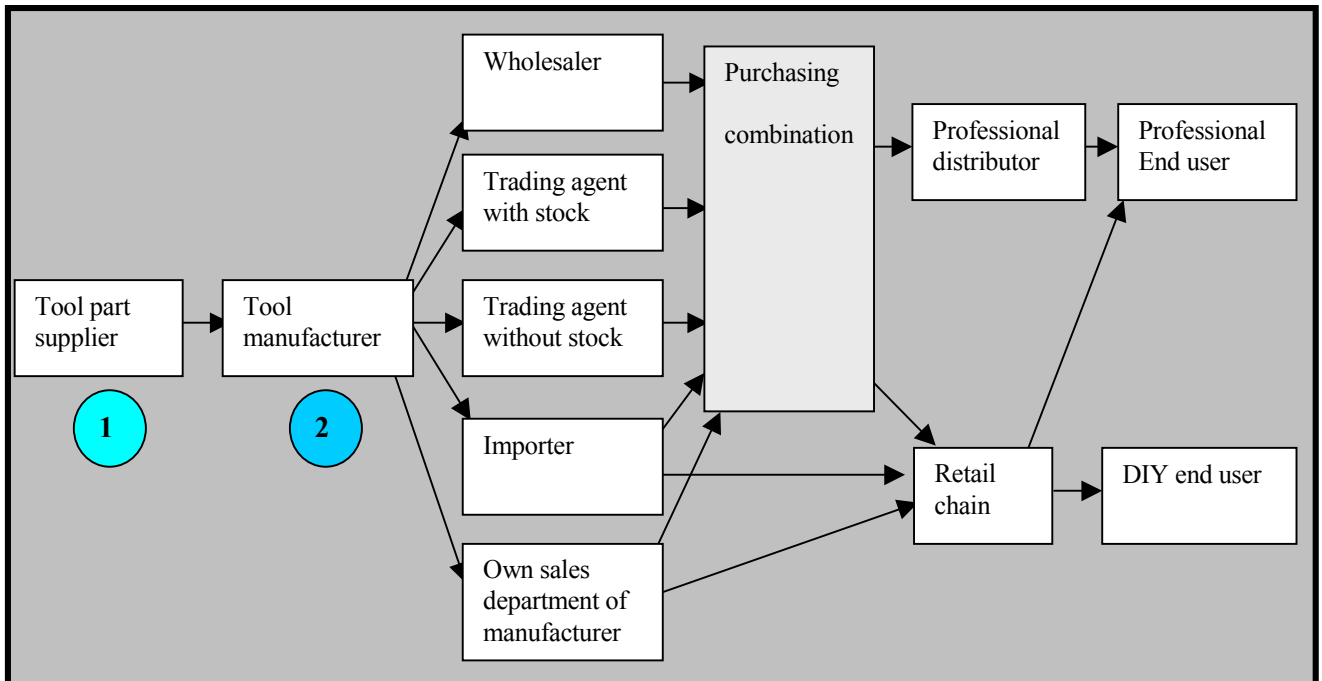 Wholesaler
Purchasing
combination
Professional
distributor
Professional
End user
Trading agent
with stock
Tool part
supplier
Tool
manufacturer
Trading agent
without stock
1
2
Importer
Retail
chain
DIY end user
Own sales
department of
manufacturer